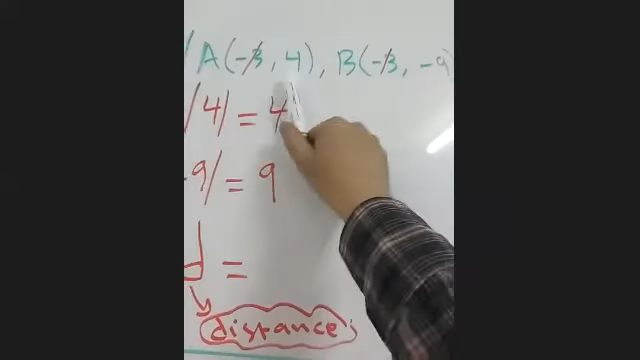 A(-3, 4), B(-3, -9)
|4| = 4
-9| = 9
d =
distance